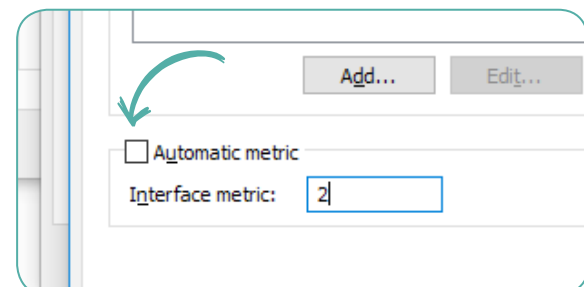 Add... Edit...
Automatic metric
Interface metric: 2